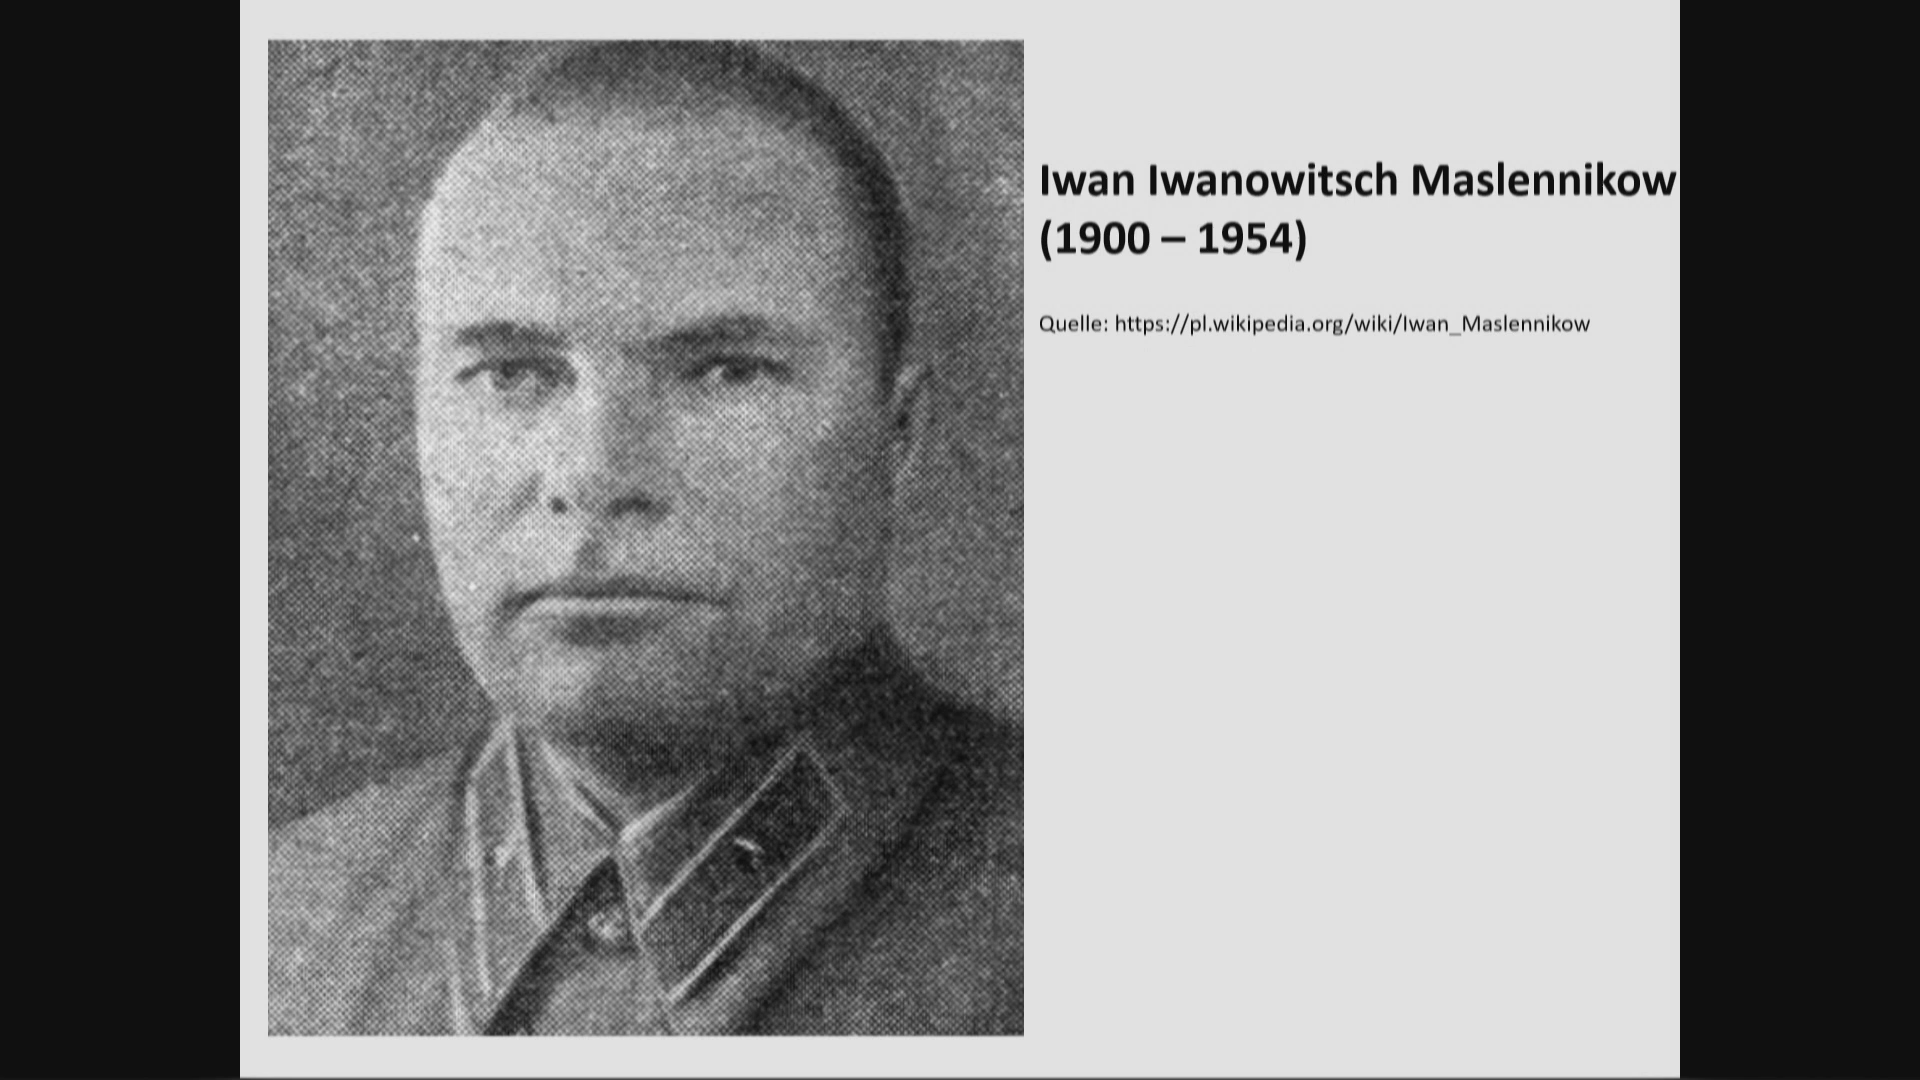 Iwan Iwanowitsch Maslennikow
(1900 – 1954)
Quelle: https://pl.wikipedia.org/wiki/Iwan_Maslennikow